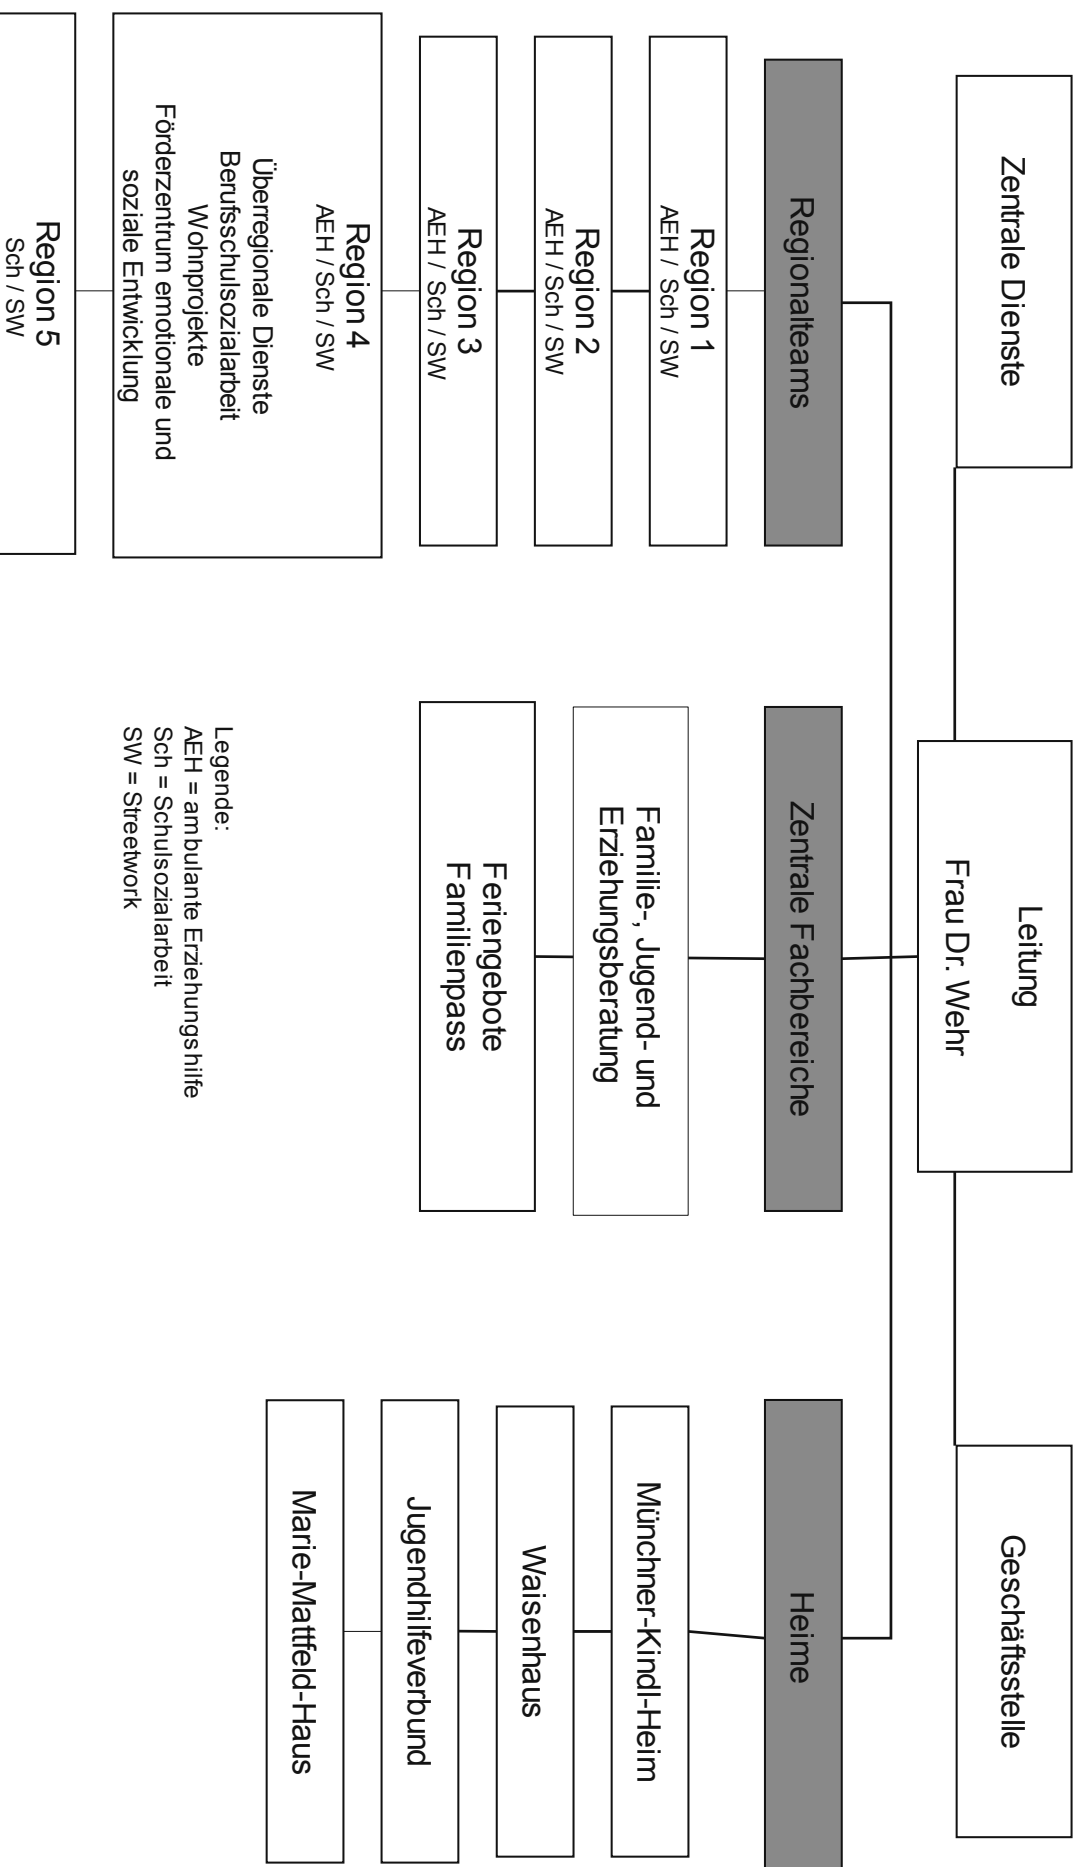 Zentrale Dienste
Leitung
Frau Dr. Wehr
Geschäftsstelle
Regionalteams
Region 1
AEH / Sch / SW
Region 2
AEH / Sch / SW
Region 3
AEH / Sch / SW
Region 4
AEH / Sch / SW
Überregionale Dienste
Berufsschulsozialarbeit
Wohnprojekte
Förderzentrum emotionale und
soziale Entwicklung
Region 5
Sch / SW
Zentrale Fachbereiche
Familie-, Jugend- und
Erziehungsberatung
Feriengebote
Familienpass
Heime
Münchner-Kindl-Heim
Waisenhaus
Jugendhilfeverbund
Marie-Mattfeld-Haus
Legende:
AEH = ambulante Erziehungshilfe
Sch = Schulsozialarbeit
SW = Streetwork